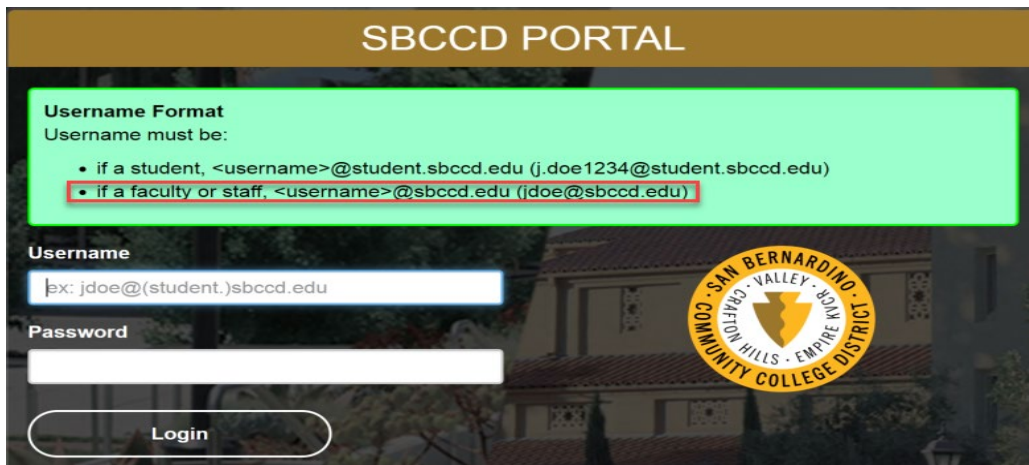 SBCCD PORTAL
Username Format
Username must be:
• if a student, <username>@student.sbccd.edu (j.doe1234@student.sbccd.edu)
• if a faculty or staff, <username>@sbccd.edu (jdoe@sbccd.edu)
Username
ex: jdoe@(student.)sbccd.edu
Password
Login
SAN BERNARDINO
COMMUNITY COLLEGE DISTRICT
VALLEY · CRAFTON HILLS · EMPIRE KVCR